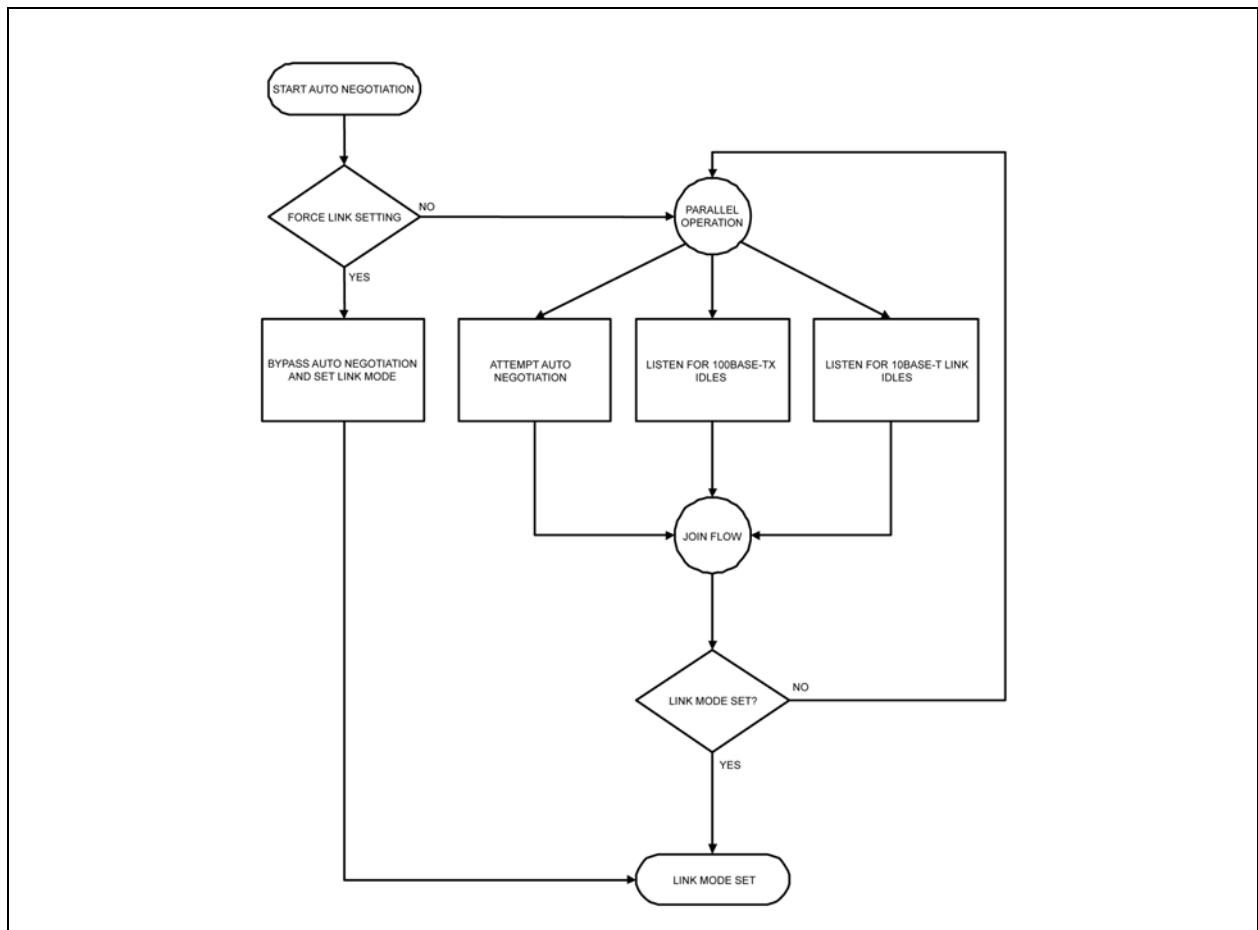 START AUTO NEGOTIATION
FORCE LINK SETTING
NO
PARALLEL
OPERATION
YES
BYPASS AUTO NEGOTIATION
AND SET LINK MODE
ATTEMPT AUTO
NEGOTIATION
LISTEN FOR 100BASE-TX
IDLES
LISTEN FOR 10BASE-T LINK
IDLES
JOIN FLOW
LINK MODE SET?
NO
YES
LINK MODE SET